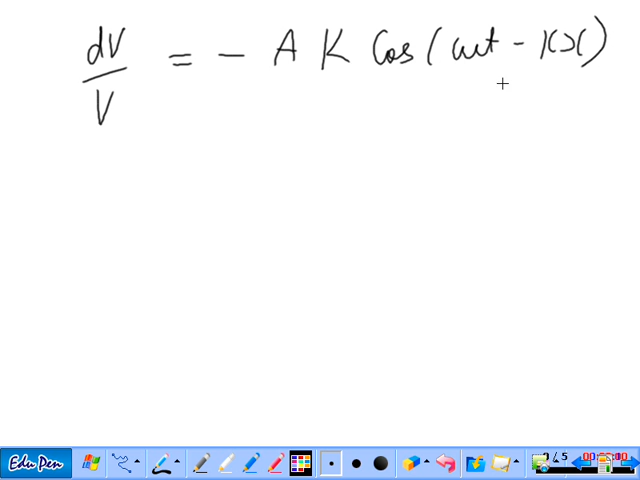 dV/V = - A K Cos(ωt - Kx)
Edu Pen